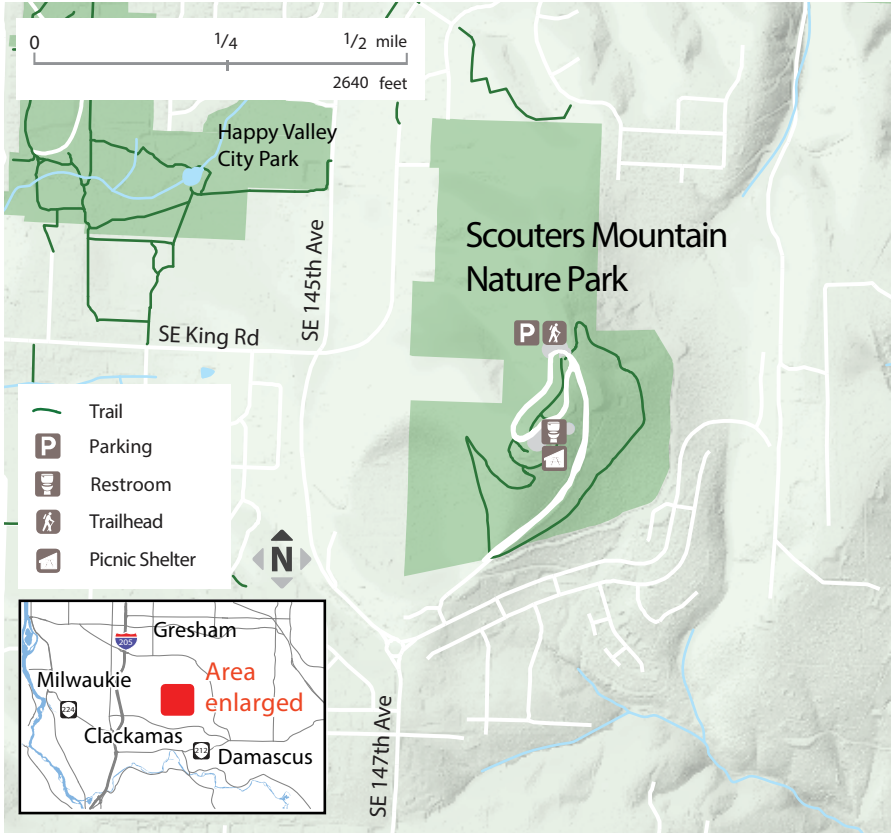 0 1/4 1/2 mile
2640 feet
Happy Valley
City Park
Scouters Mountain
Nature Park
SE 145th Ave
SE King Rd
P
Trail
P Parking
Restroom
Trailhead
Picnic Shelter
N
205
Gresham
Milwaukie
Area
enlarged
224
Clackamas
212
Damascus
SE 147th Ave